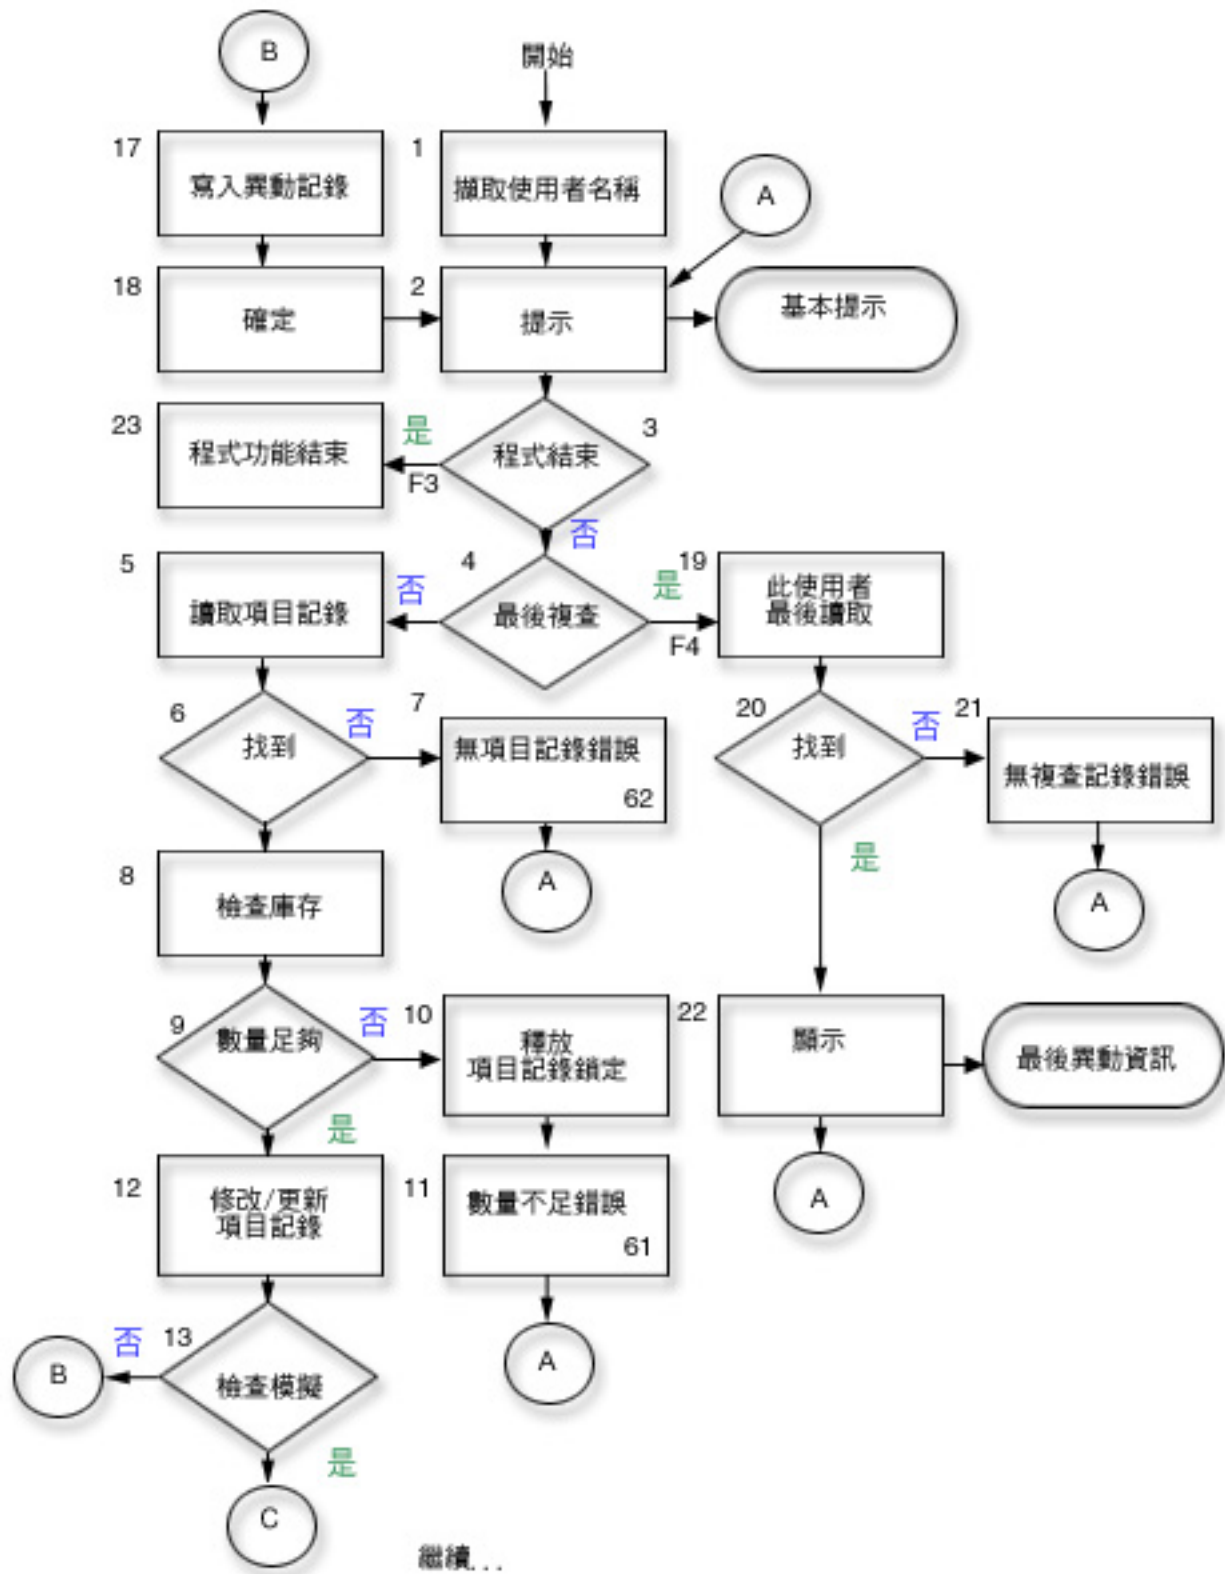 B
開始
17
寫入異動記錄
1
擷取使用者名稱
A
18
確定
2
提示
基本提示
23
程式功能結束
是
F3
程式結束
3
否
5
讀取項目記錄
否
4
最後複查
是
F4
19
此使用者
最後讀取
6
找到
否
7
無項目記錄錯誤
62
20
找到
否
21
無複查記錄錯誤
是
8
檢查庫存
A
A
9
數量足夠
否
10
釋放
項目記錄鎖定
22
顯示
最後異動資訊
是
12
修改/更新
項目記錄
11
數量不足錯誤
61
A
B
否
13
檢查模擬
A
是
C
繼續...